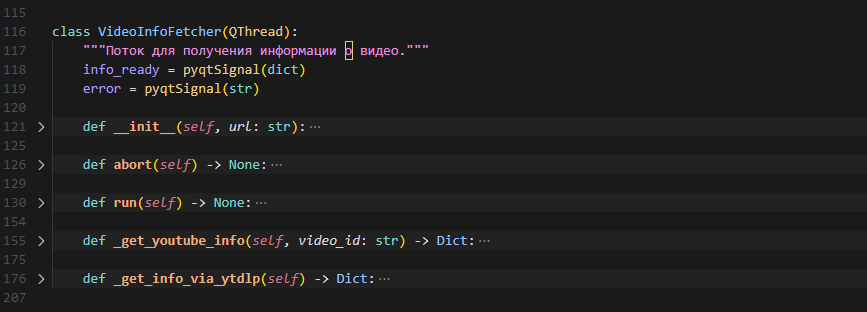 115
116 class VideoInfoFetcher(QThread):
117 """Поток для получения информации о видео."""
118 info_ready = pyqtSignal(dict)
119 error = pyqtSignal(str)
120
121 def __init__(self, url: str):···
125
126 def abort(self) -> None:···
129
130 def run(self) -> None:···
154
155 def _get_youtube_info(self, video_id: str) -> Dict:···
175
176 def _get_info_via_ytdlp(self) -> Dict:···
207